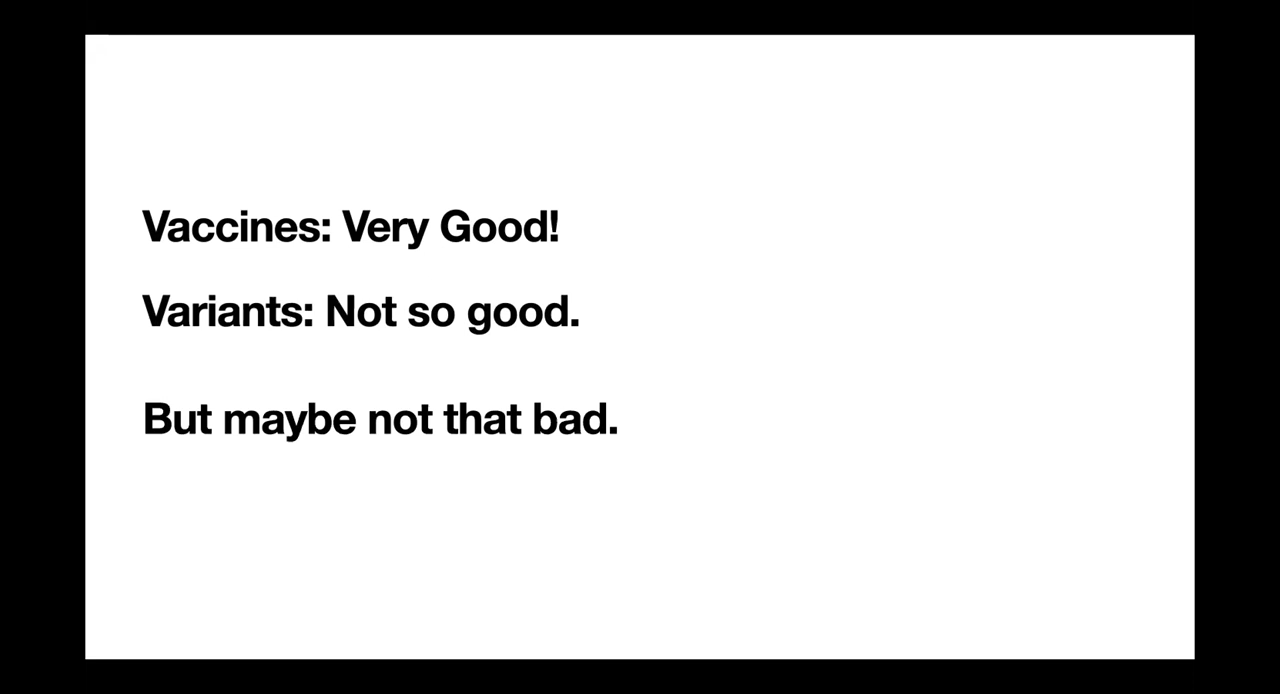 Vaccines: Very Good!
Variants: Not so good.
But maybe not that bad.